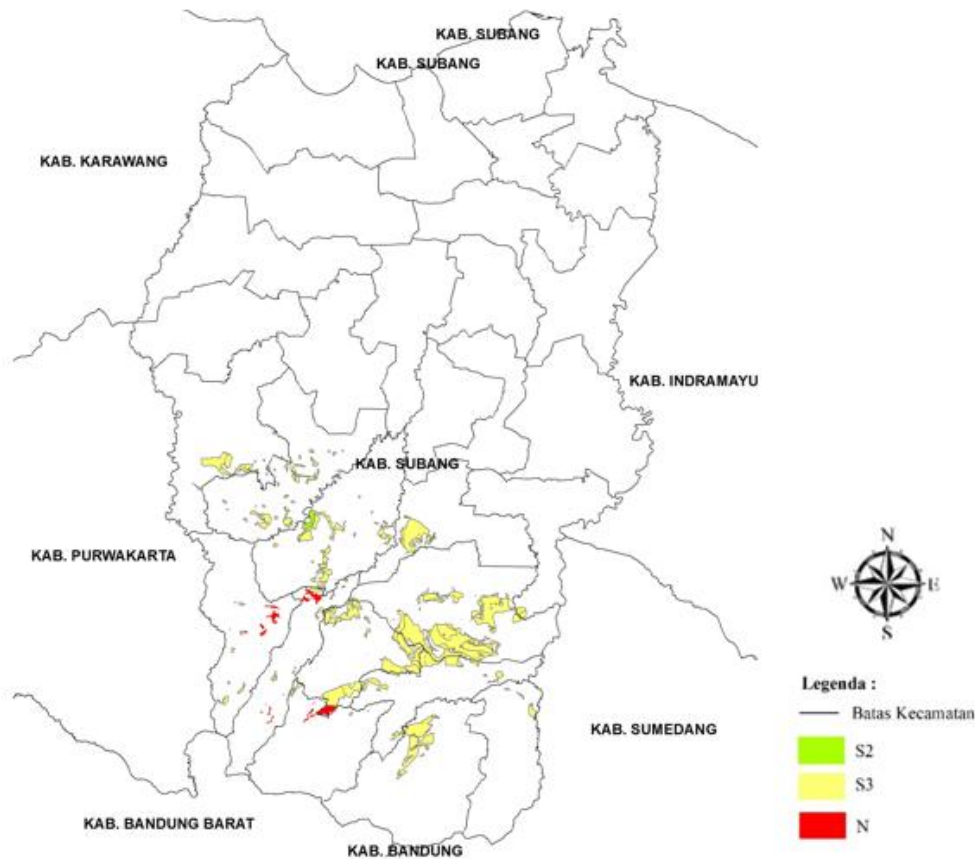 KAB. SUBANG
KAB. SUBANG
KAB. KARAWANG
KAB. INDRAMAYU
KAB. SUBANG
KAB. PURWAKARTA
N
W E
S
Legenda :
Batas Kecamatan
S2
KAB. SUMEDANG
S3
KAB. BANDUNG BARAT
N
KAB. BANDUNG